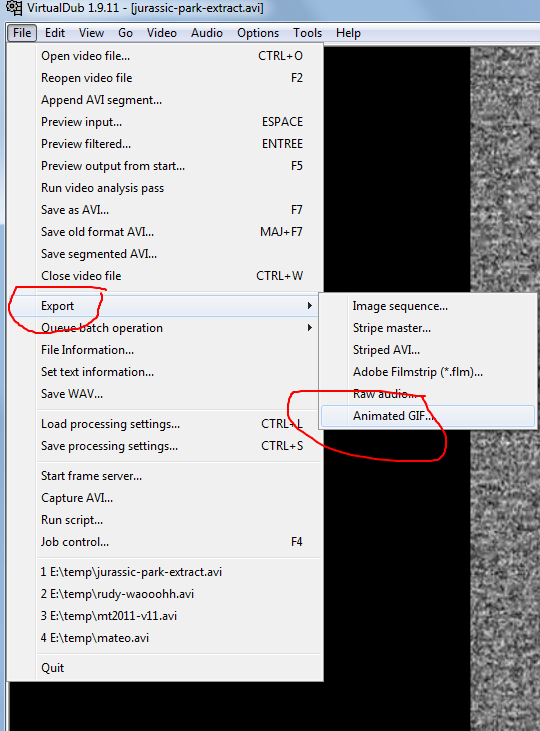 VirtualDub 1.9.11 - [jurassic-park-extract.avi]
File Edit View Go Video Audio Options Tools Help
Open video file... CTRL+O
Reopen video file F2
Append AVI segment...
Preview input... ESPACE
Preview filtered... ENTREE
Preview output from start... F5
Run video analysis pass
Save as AVI... F7
Save old format AVI... MAJ+F7
Save segmented AVI...
Close video file CTRL+W
Export
Queue batch operation
File Information...
Set text information...
Save WAV...
Load processing settings... CTRL+L
Save processing settings... CTRL+S
Start frame server...
Capture AVI...
Run script...
Job control... F4
1 E:\temp\jurassic-park-extract.avi
2 E:\temp\rudy-waooohh.avi
3 E:\temp\mt2011-v11.avi
4 E:\temp\mateo.avi
Quit
Image sequence...
Stripe master...
Striped AVI...
Adobe Filmstrip (*.flm)...
Raw audio...
Animated GIF...